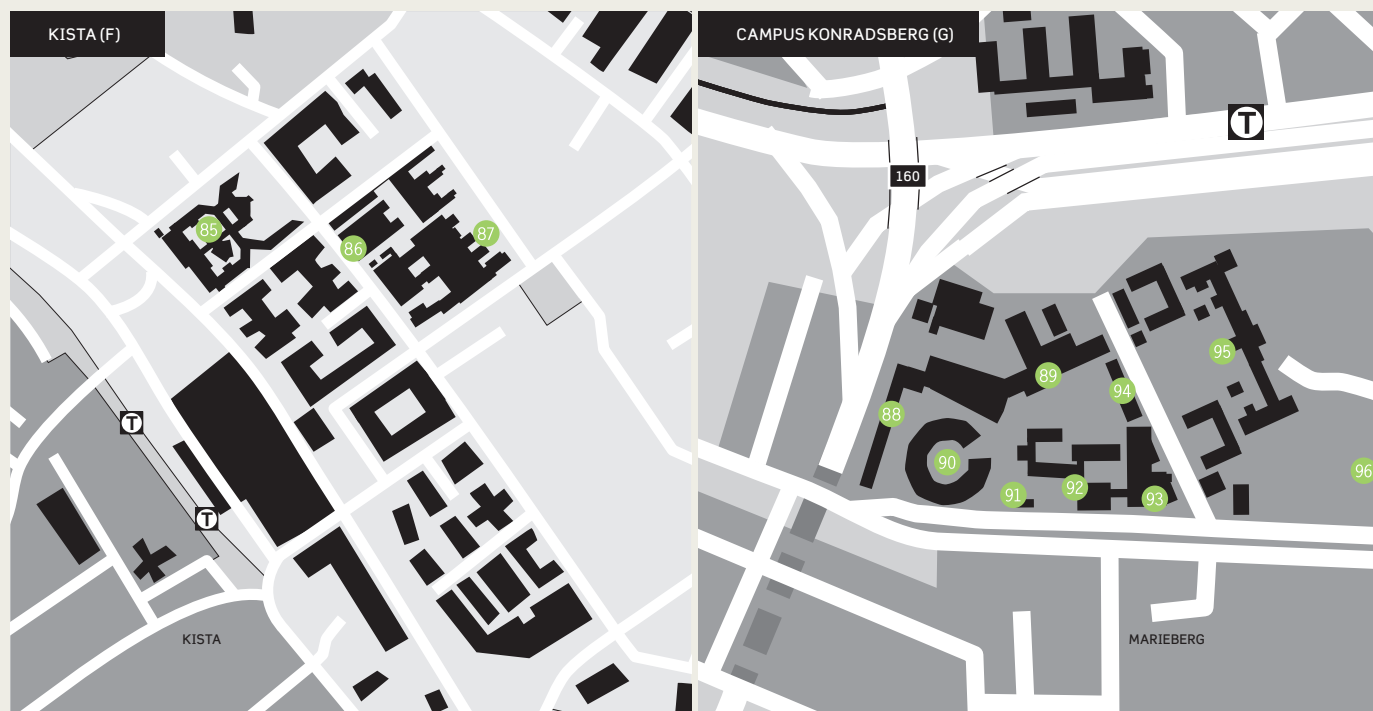 KISTA (F)
85
86
87
T
T
KISTA
CAMPUS KONRADSBERG (G)
T
160
95
89
94
88
90
96
92
91
93
MARIEBERG